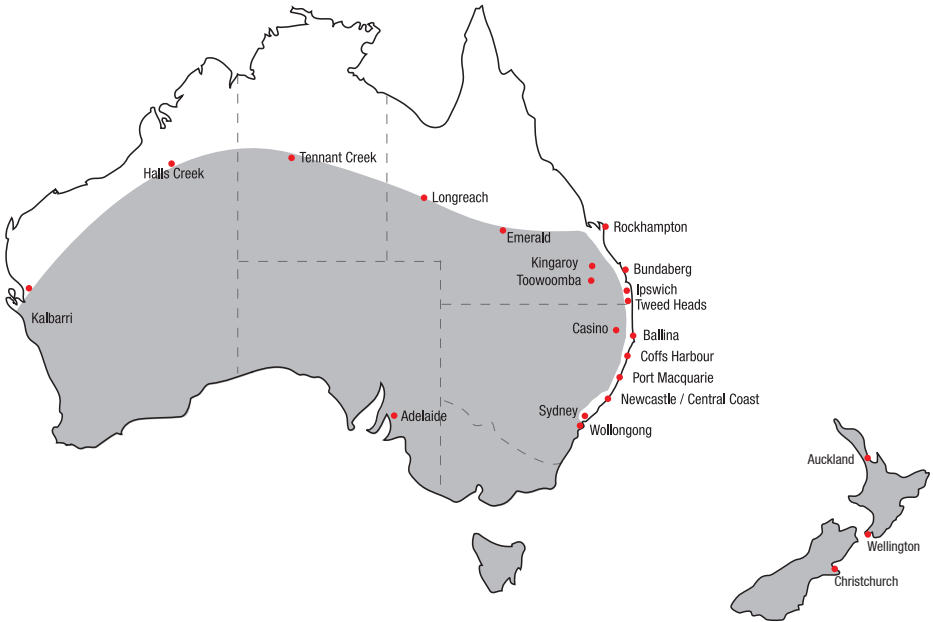 Tennant Creek
Halls Creek
Longreach
Rockhampton
Emerald
Kingaroy
Bundaberg
Toowoomba
Ipswich
Tweed Heads
Kalbarri
Casino
Ballina
Coffs Harbour
Port Macquarie
Newcastle / Central Coast
Sydney
Adelaide
Wollongong
Auckland
Wellington
Christchurch